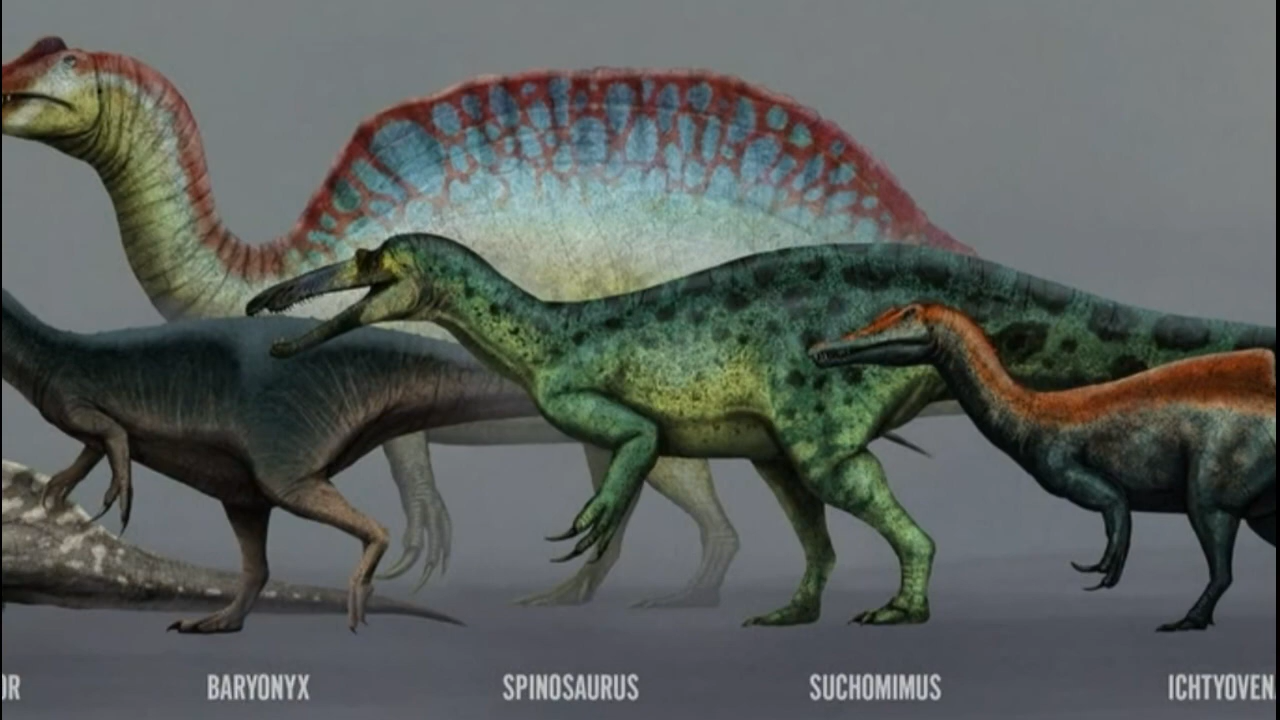 OR
BARYONYX
SPINOSAURUS
SUCHOMIMUS
ICHTYOVEN